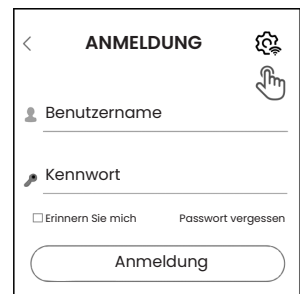 ANMELDUNG
Benutzername
Kennwort
Erinnern Sie mich Passwort vergessen
Anmeldung